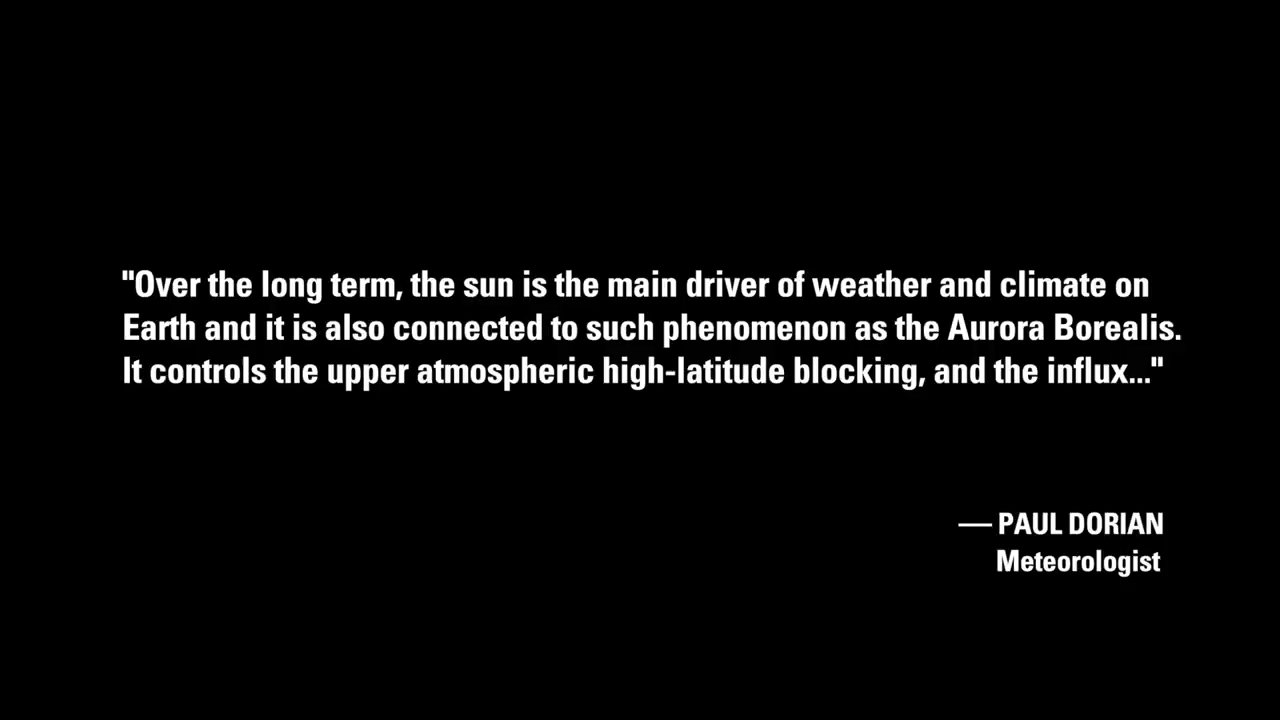 "Over the long term, the sun is the main driver of weather and climate on
Earth and it is also connected to such phenomenon as the Aurora Borealis.
It controls the upper atmospheric high-latitude blocking, and the influx..."
— PAUL DORIAN
Meteorologist